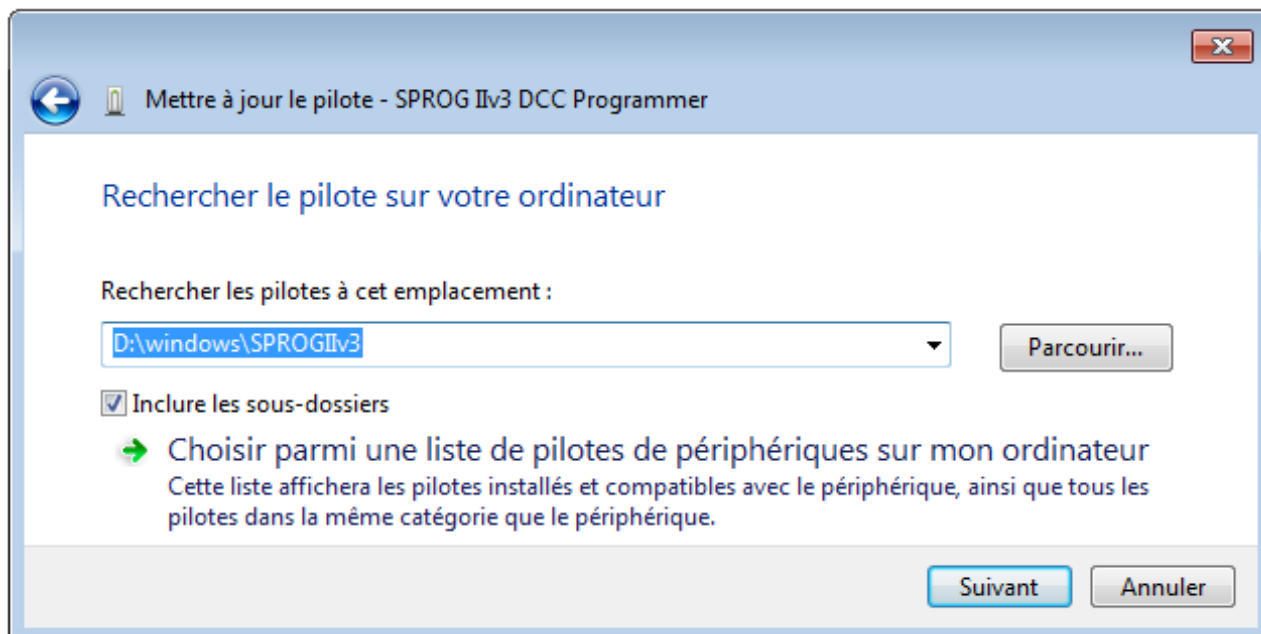 Mettre à jour le pilote - SPROG IIv3 DCC Programmer
Rechercher le pilote sur votre ordinateur
Rechercher les pilotes à cet emplacement :
D:\windows\SPROGIIv3
Parcourir...
Inclure les sous-dossiers
Choisir parmi une liste de pilotes de périphériques sur mon ordinateur
Cette liste affichera les pilotes installés et compatibles avec le périphérique, ainsi que tous les
pilotes dans la même catégorie que le périphérique.
Suivant
Annuler